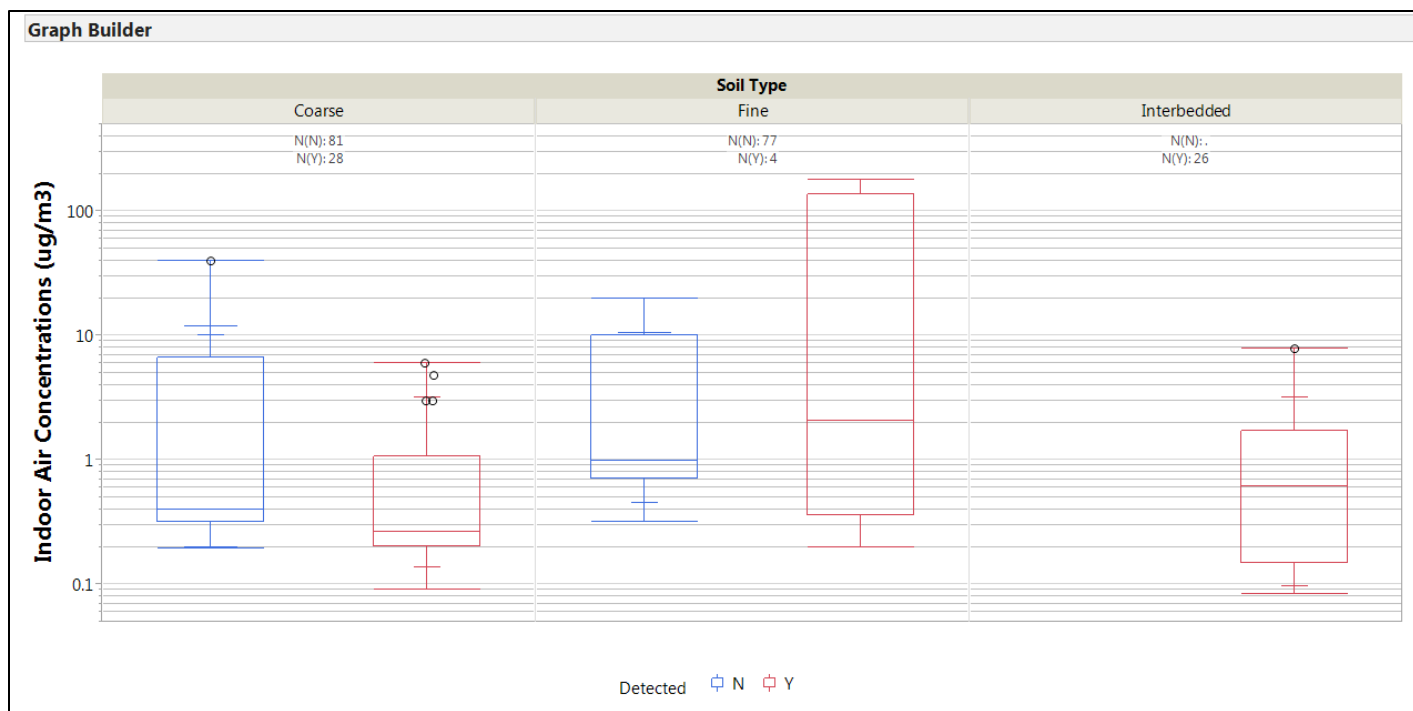 Graph Builder
Soil Type
Coarse Fine Interbedded
N(N): 81 N(N): 77 N(N): .
N(Y): 28 N(Y): 4 N(Y): 26
Indoor Air Concentrations (ug/m3)
100
10
1
0.1
Detected N Y